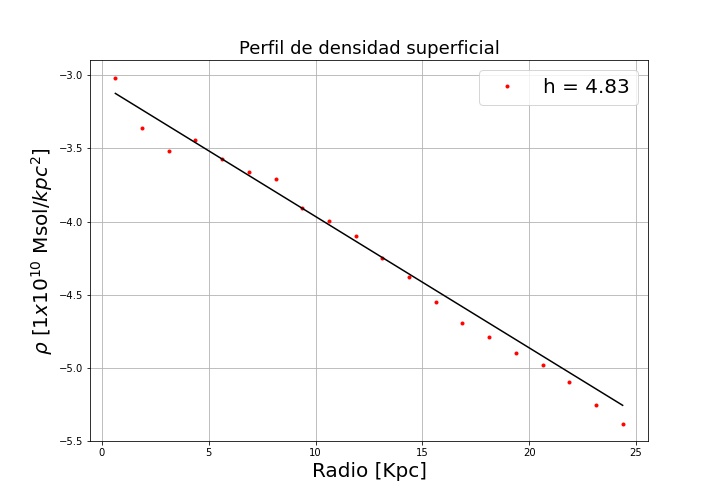 Perfil de densidad superficial
h = 4.83
ρ [1x10^{10} Msol/kpc^2]
−3.0
−3.5
−4.0
−4.5
−5.0
−5.5
0 5 10 15 20 25
Radio [Kpc]